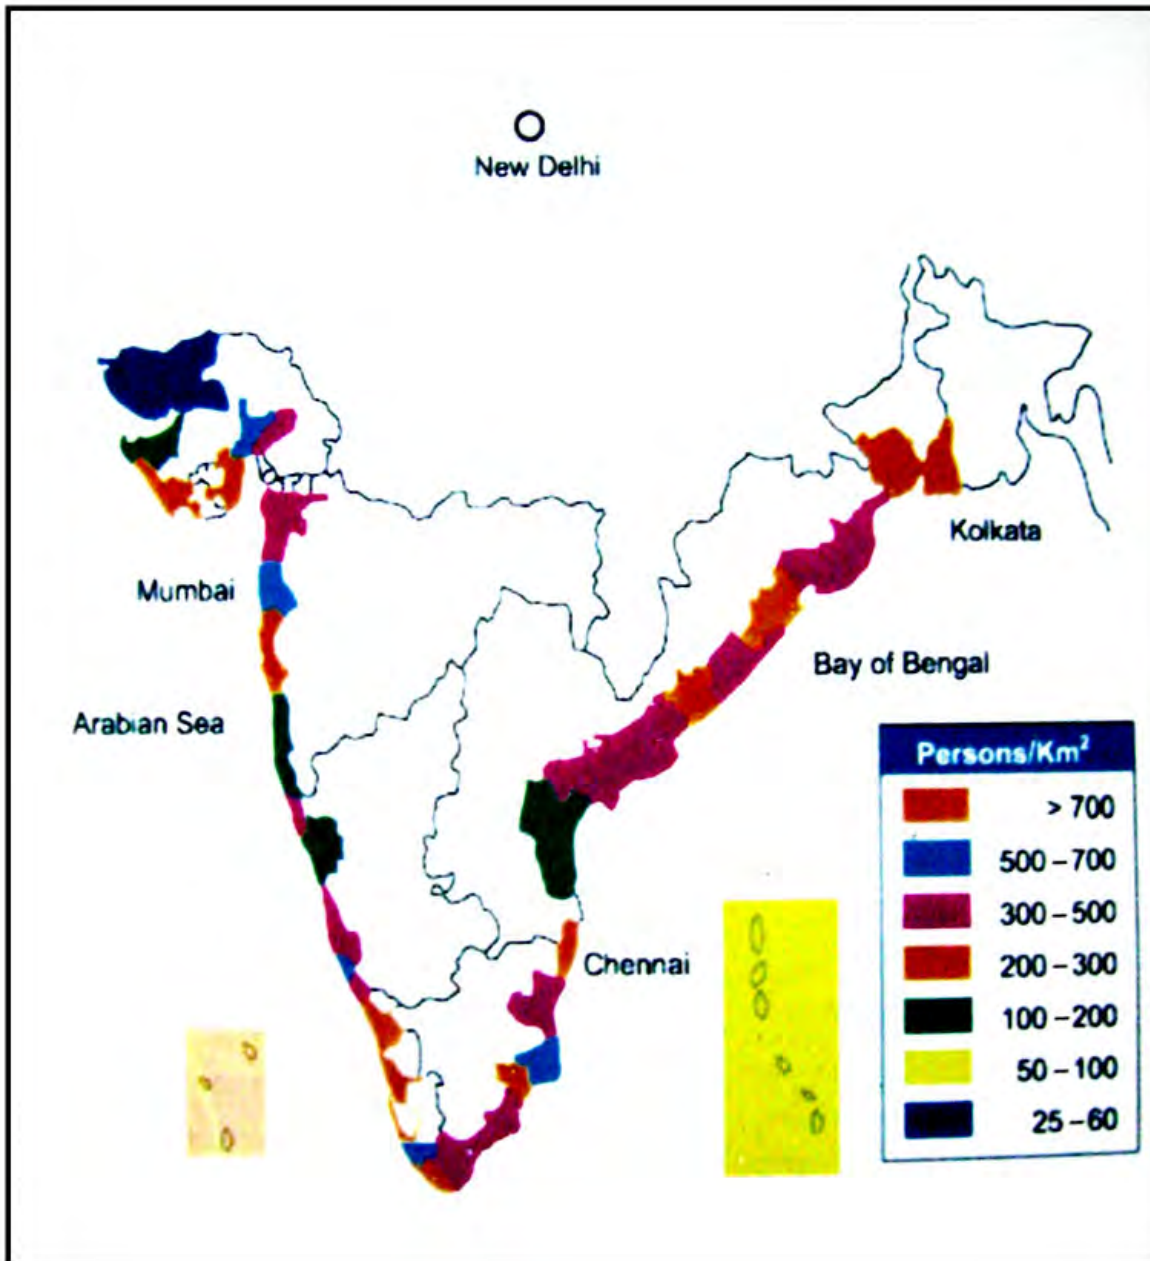 New Delhi
Kolkata
Mumbai
Bay of Bengal
Arabian Sea
Persons/Km²
> 700
500 – 700
300 – 500
200 – 300
100 – 200
50 – 100
25 – 60
Chennai